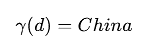 γ(d) = China